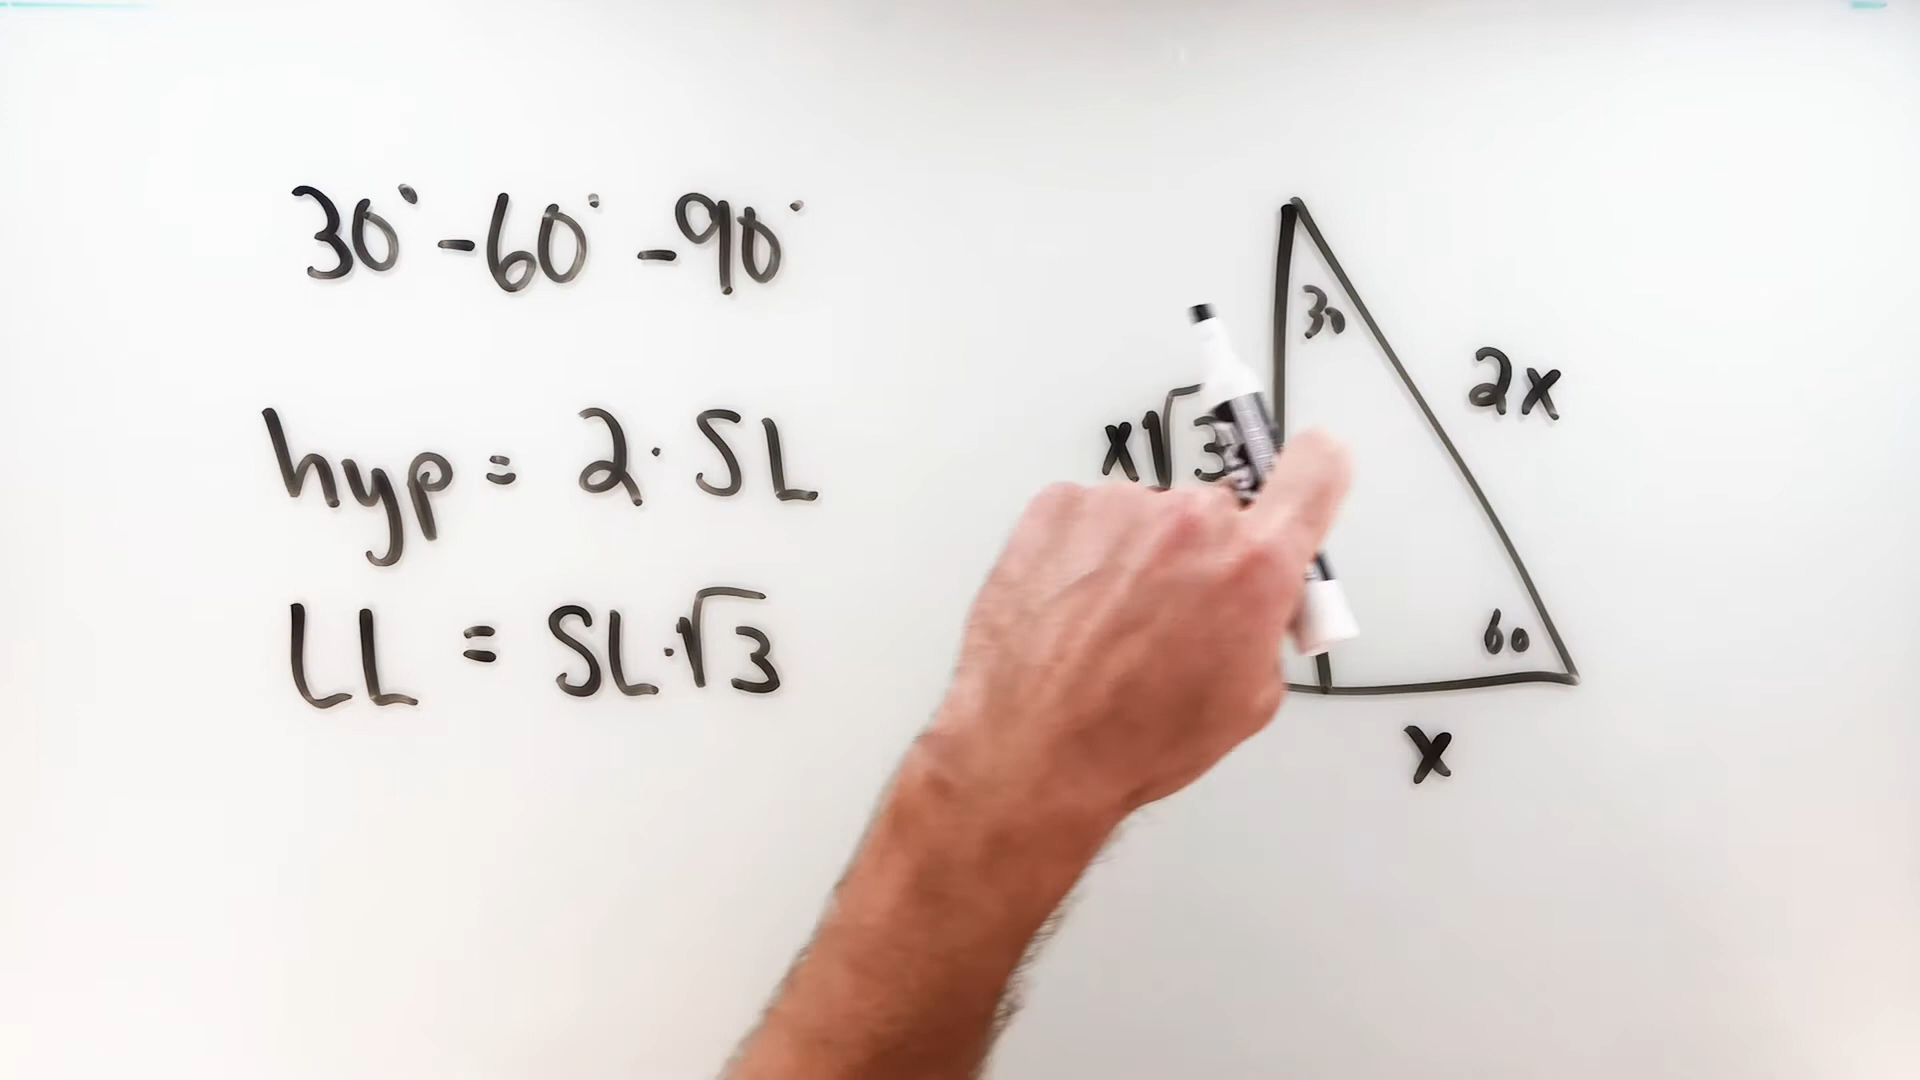 30° - 60° - 90°
hyp = 2 · SL
LL = SL · √3
30
2x
x√3
60
x